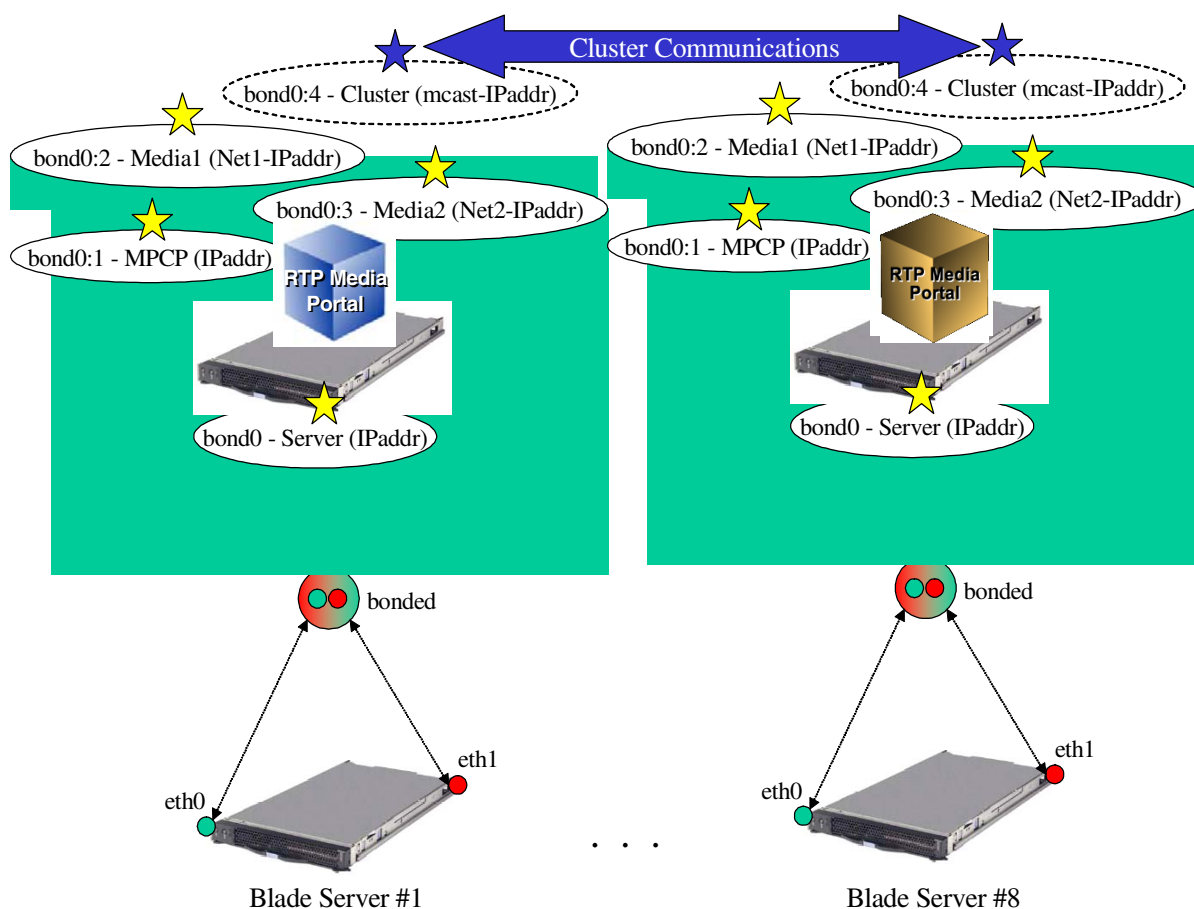 Cluster Communications
bond0:4 - Cluster (mcast-IPaddr)
bond0:4 - Cluster (mcast-IPaddr)
bond0:2 - Media1 (Net1-IPaddr)
bond0:2 - Media1 (Net1-IPaddr)
bond0:3 - Media2 (Net2-IPaddr)
bond0:3 - Media2 (Net2-IPaddr)
bond0:1 - MPCP (IPaddr)
bond0:1 - MPCP (IPaddr)
RTP Media
Portal
RTP Media
Portal
bond0 - Server (IPaddr)
bond0 - Server (IPaddr)
bonded
bonded
eth1
eth1
eth0
eth0
. . .
Blade Server #1
Blade Server #8